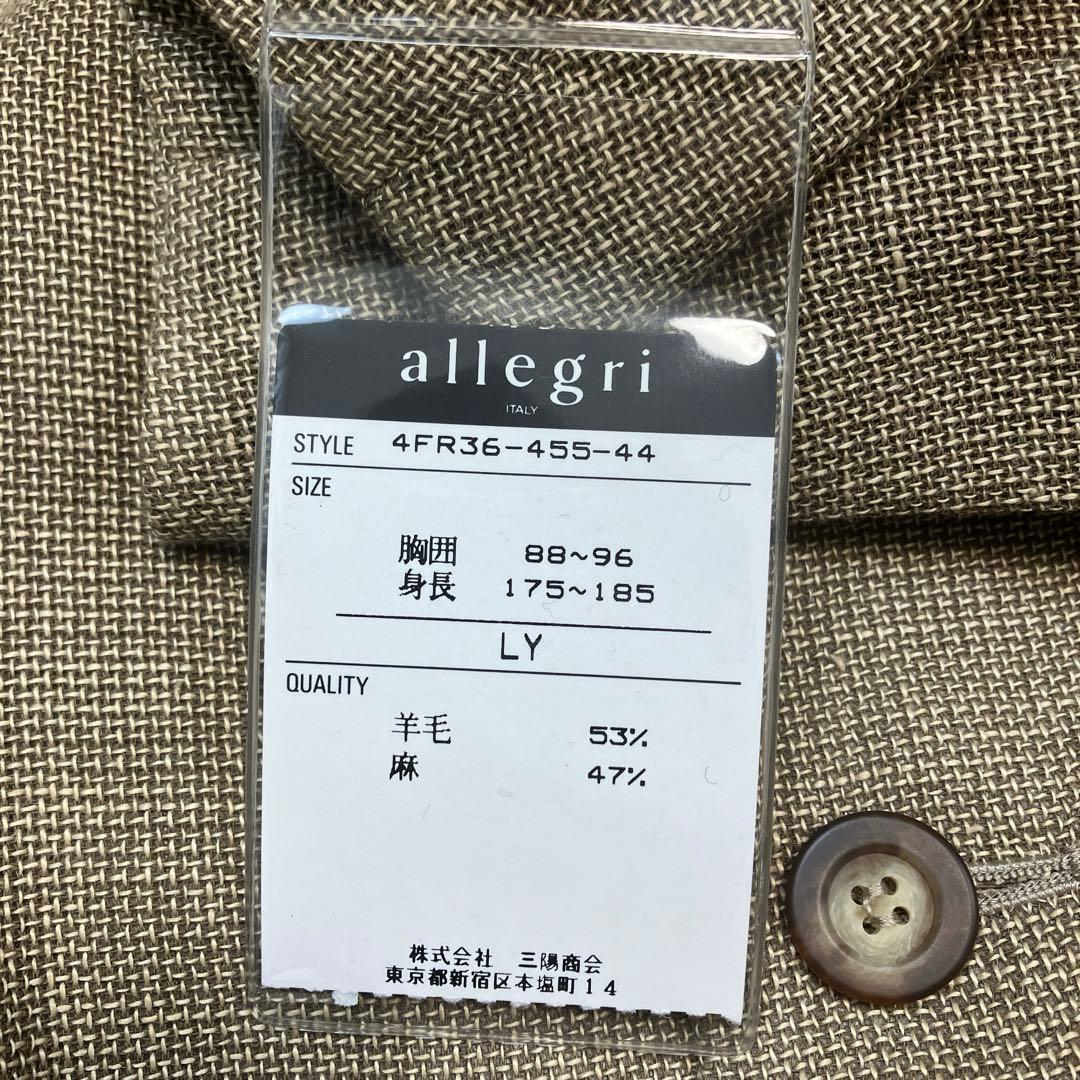 allegri
ITALY
STYLE 4FR36-455-44
SIZE
胸囲 88~96
身長 175~185
LY
QUALITY
羊毛 53%
麻 47%
株式会社 三陽商会
東京都新宿区本塩町14